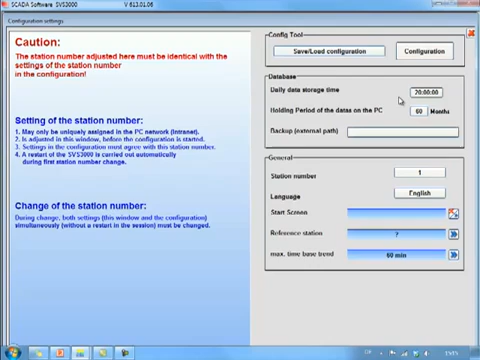 SCADA Software SVS3000 V 613.01.06
Configuration settings
Caution:
The station number adjusted here must be identical with the
settings of the station number
in the configuration!
Setting of the station number:
1. May only be uniquely assigned in the PC network (Intranet).
2. Is adjusted in this window, before the configuration is started.
3. Settings in the configuration must agree with this station number.
4. A restart of the SVS3000 is carried out automatically
during first station number change.
Change of the station number:
During change, both settings (this window and the configuration)
simultaneously (without a restart in the session) must be changed.
Config Tool
Save/Load configuration
Configuration
Database
Daily data storage time 20:00:00
Holding Period of the datas on the PC 60 Months
Backup (external path)
General
Station number 1
Language English
Start Screen
Reference station ?
max. time base trend 60 min